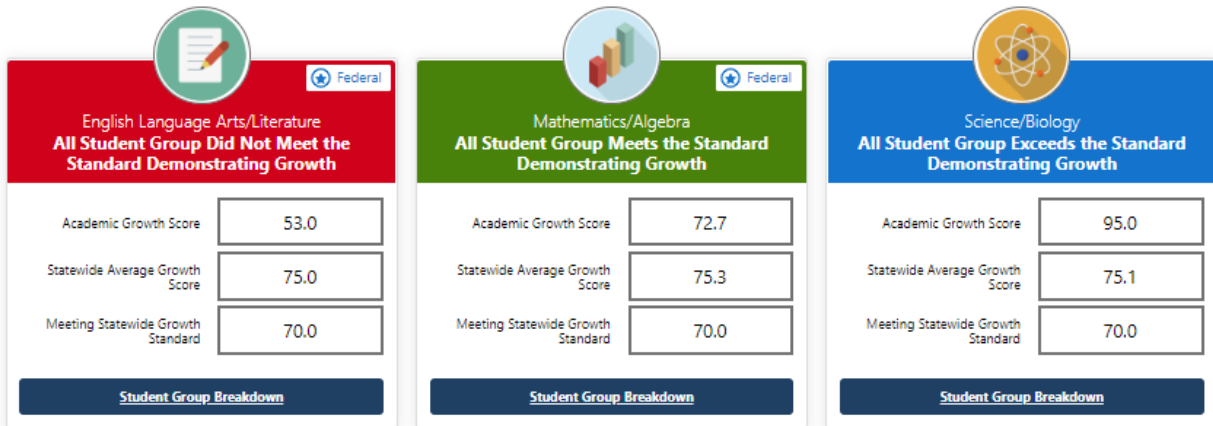 Federal
English Language Arts/Literature
All Student Group Did Not Meet the
Standard Demonstrating Growth
Academic Growth Score
53.0
Statewide Average Growth
Score
75.0
Meeting Statewide Growth
Standard
70.0
Student Group Breakdown
Federal
Mathematics/Algebra
All Student Group Meets the Standard
Demonstrating Growth
Academic Growth Score
72.7
Statewide Average Growth
Score
75.3
Meeting Statewide Growth
Standard
70.0
Student Group Breakdown
Science/Biology
All Student Group Exceeds the Standard
Demonstrating Growth
Academic Growth Score
95.0
Statewide Average Growth
Score
75.1
Meeting Statewide Growth
Standard
70.0
Student Group Breakdown